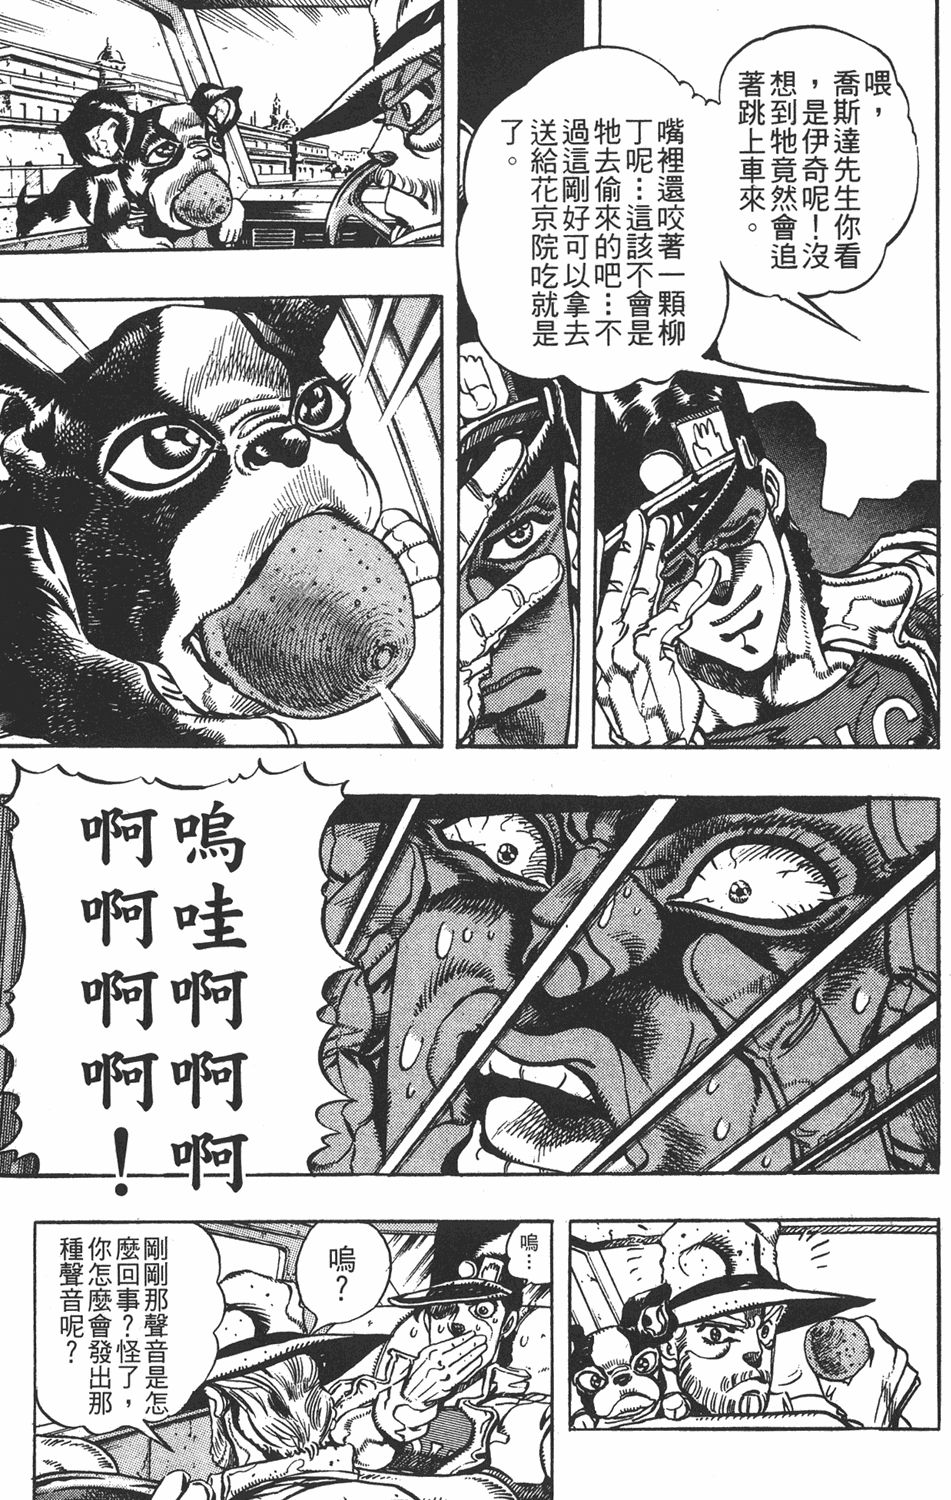 喂，
喬斯達先生你看
，是伊奇呢！沒
想到牠竟然會追
著跳上車來。
嘴裡還咬著一顆柳
丁呢…這該不會是
牠去偷來的吧…不
過這剛好可以拿去
送給花京院吃就是
了。
嗚哇啊啊啊
啊啊啊啊！
嗚…
嗚？
剛剛那聲音是怎
麼回事？怪了，
你怎麼會發出那
種聲音呢？